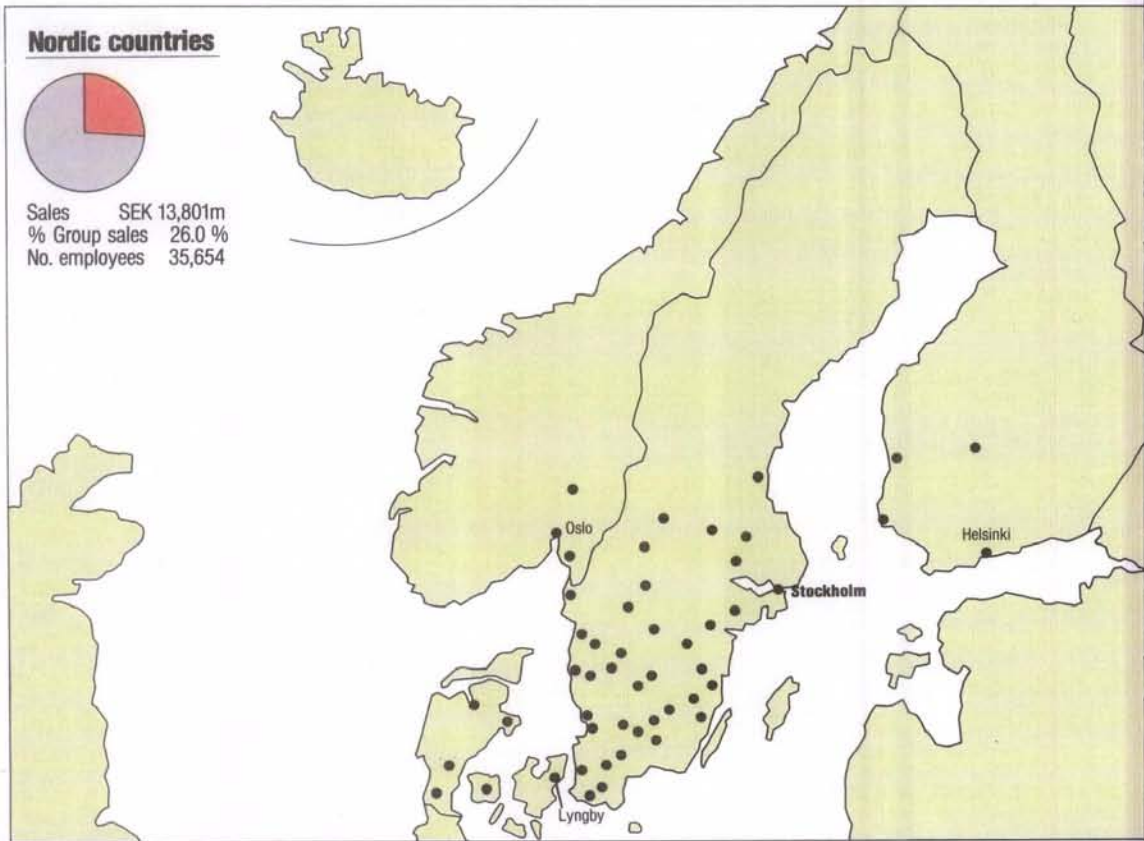 Nordic countries
Sales SEK 13,801m
% Group sales 26.0 %
No. employees 35,654
Oslo
Helsinki
Stockholm
Lyngby